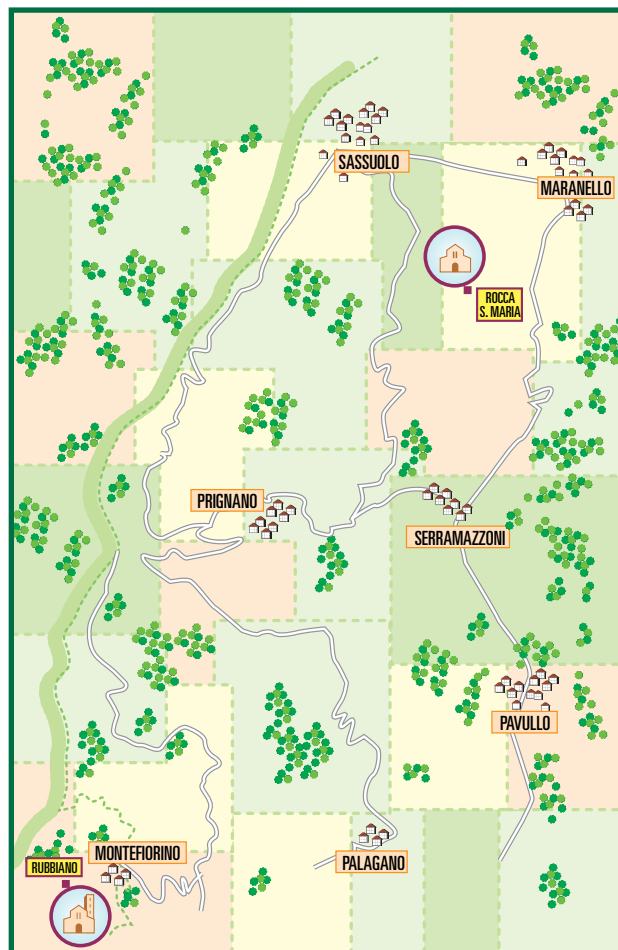 SASSUOLO
MARANELLO
ROCCA
S. MARIA
PRIGNANO
SERRAMAZZONI
PAVULLO
MONTEFIORINO
PALAGANO
RUBBIANO